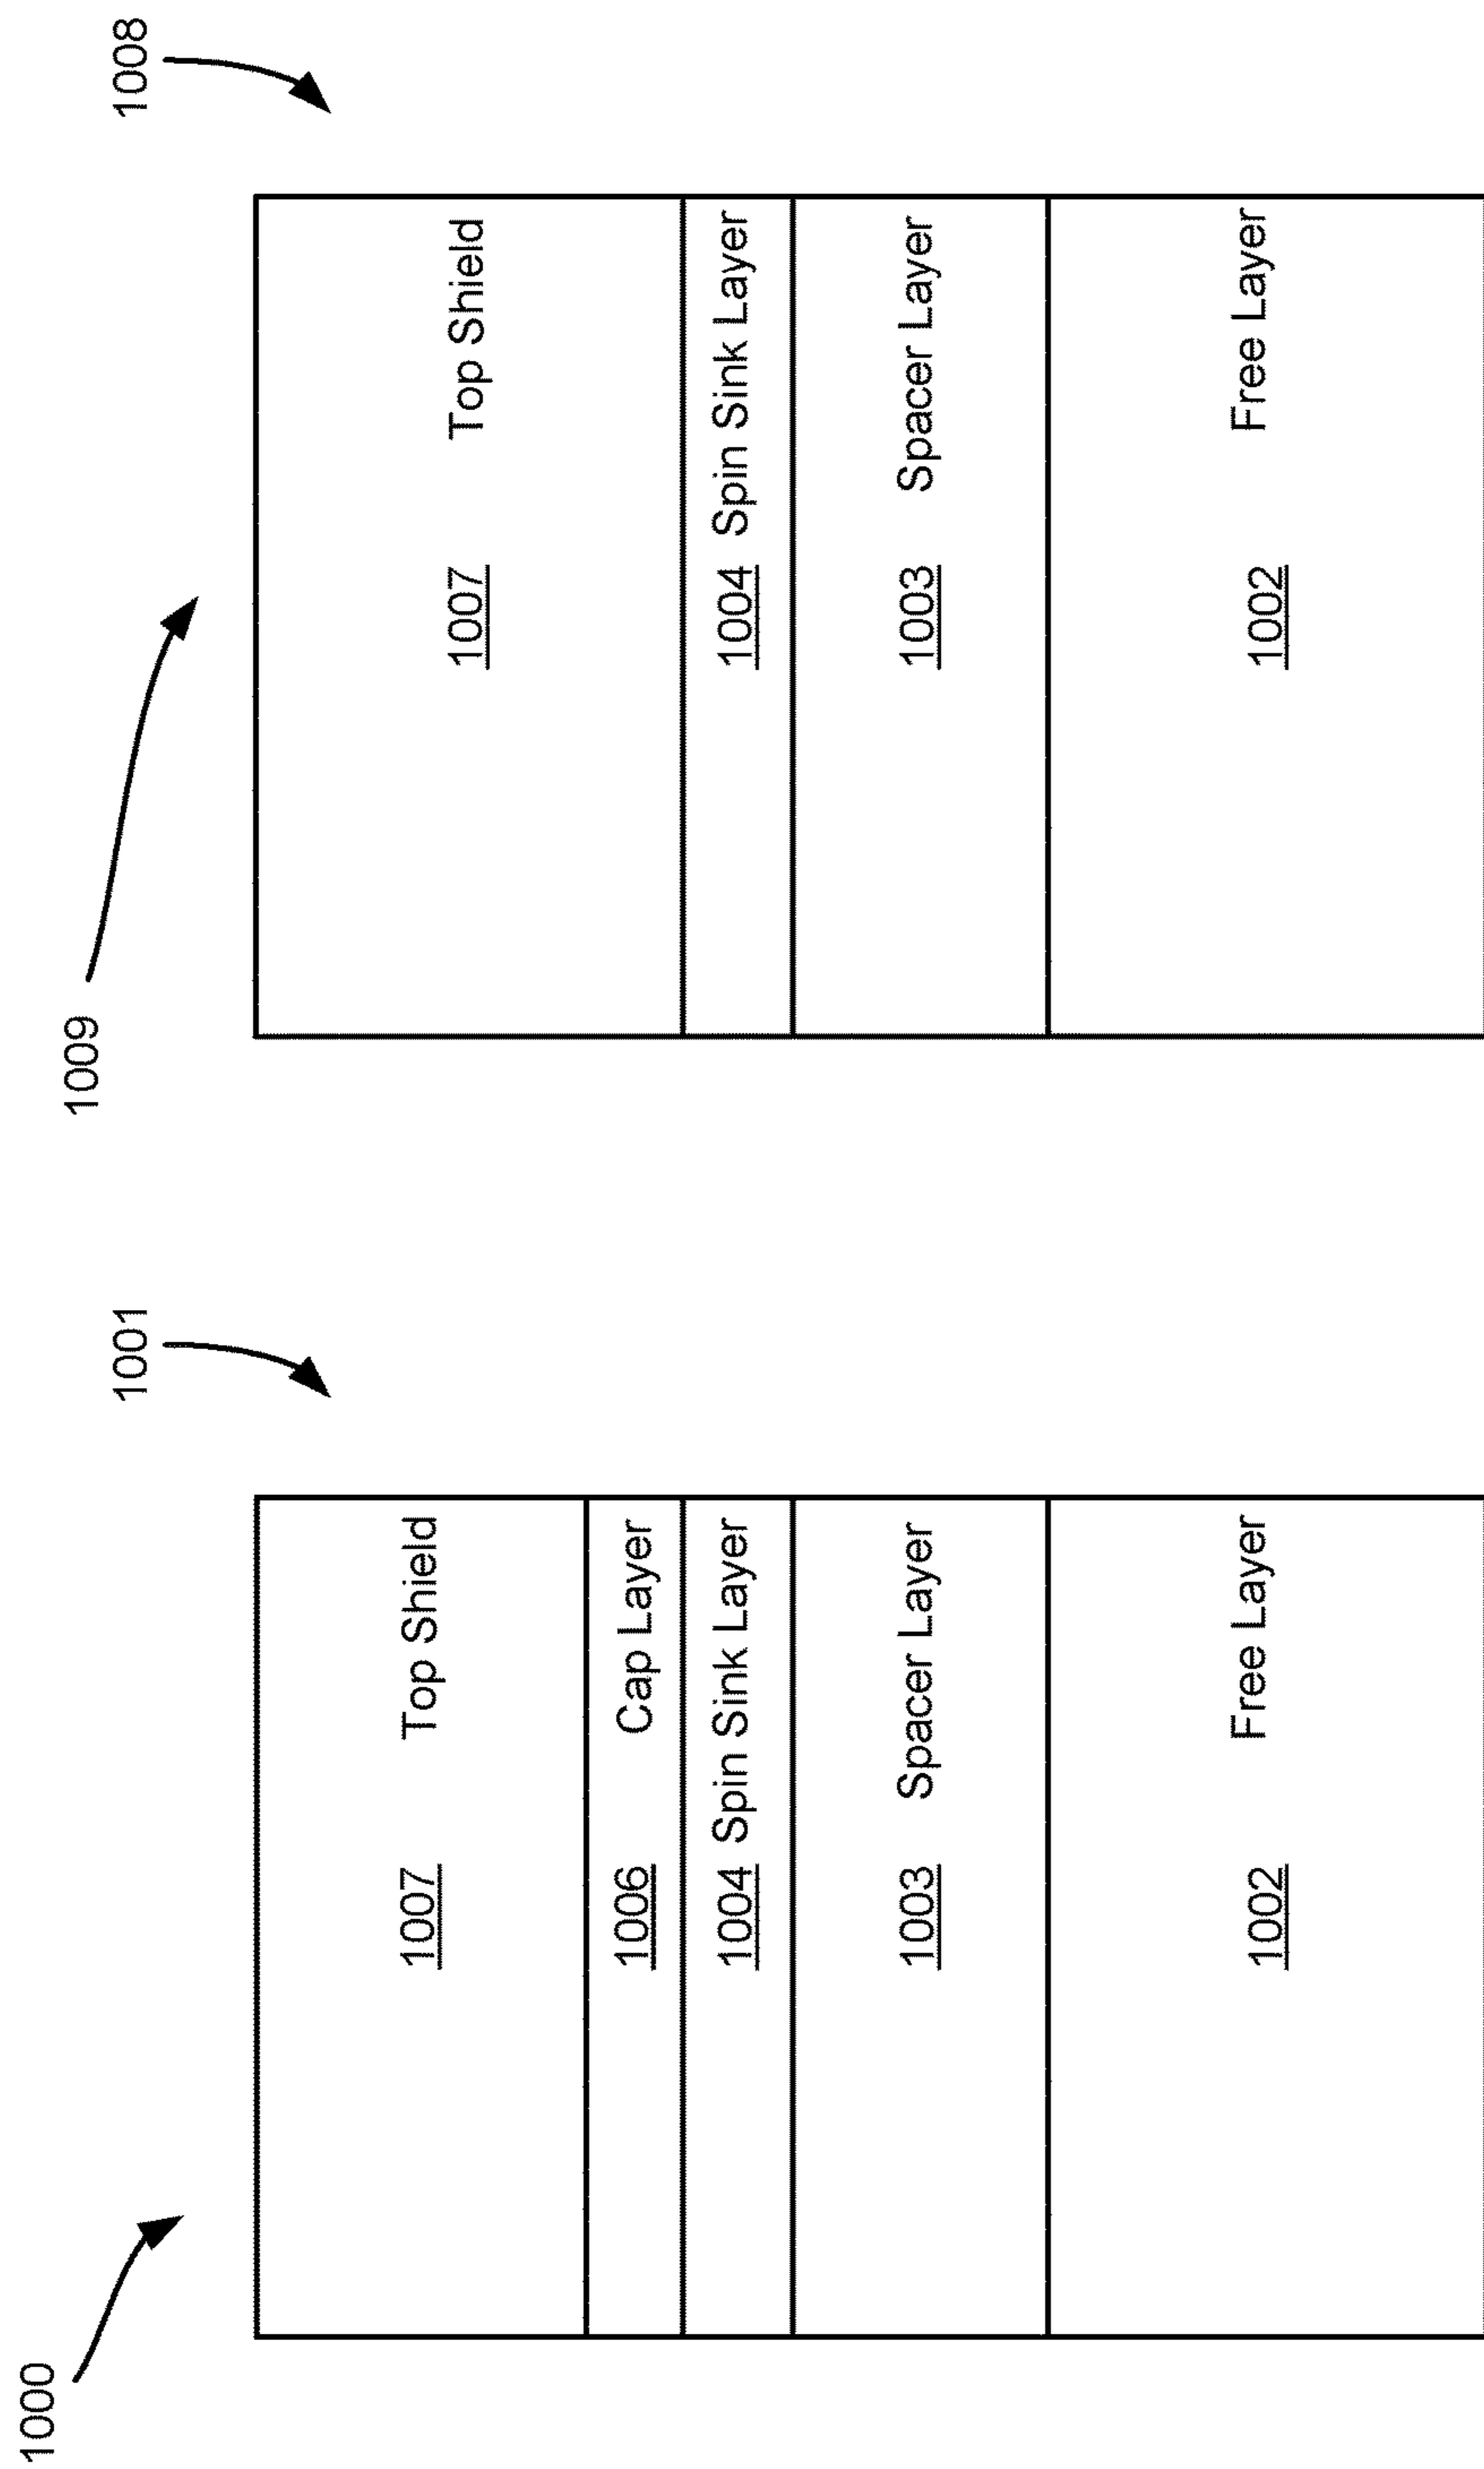 1000
1001
1007 Top Shield
1006 Cap Layer
1004 Spin Sink Layer
1003 Spacer Layer
1002 Free Layer
1009
1008
1007 Top Shield
1004 Spin Sink Layer
1003 Spacer Layer
1002 Free Layer